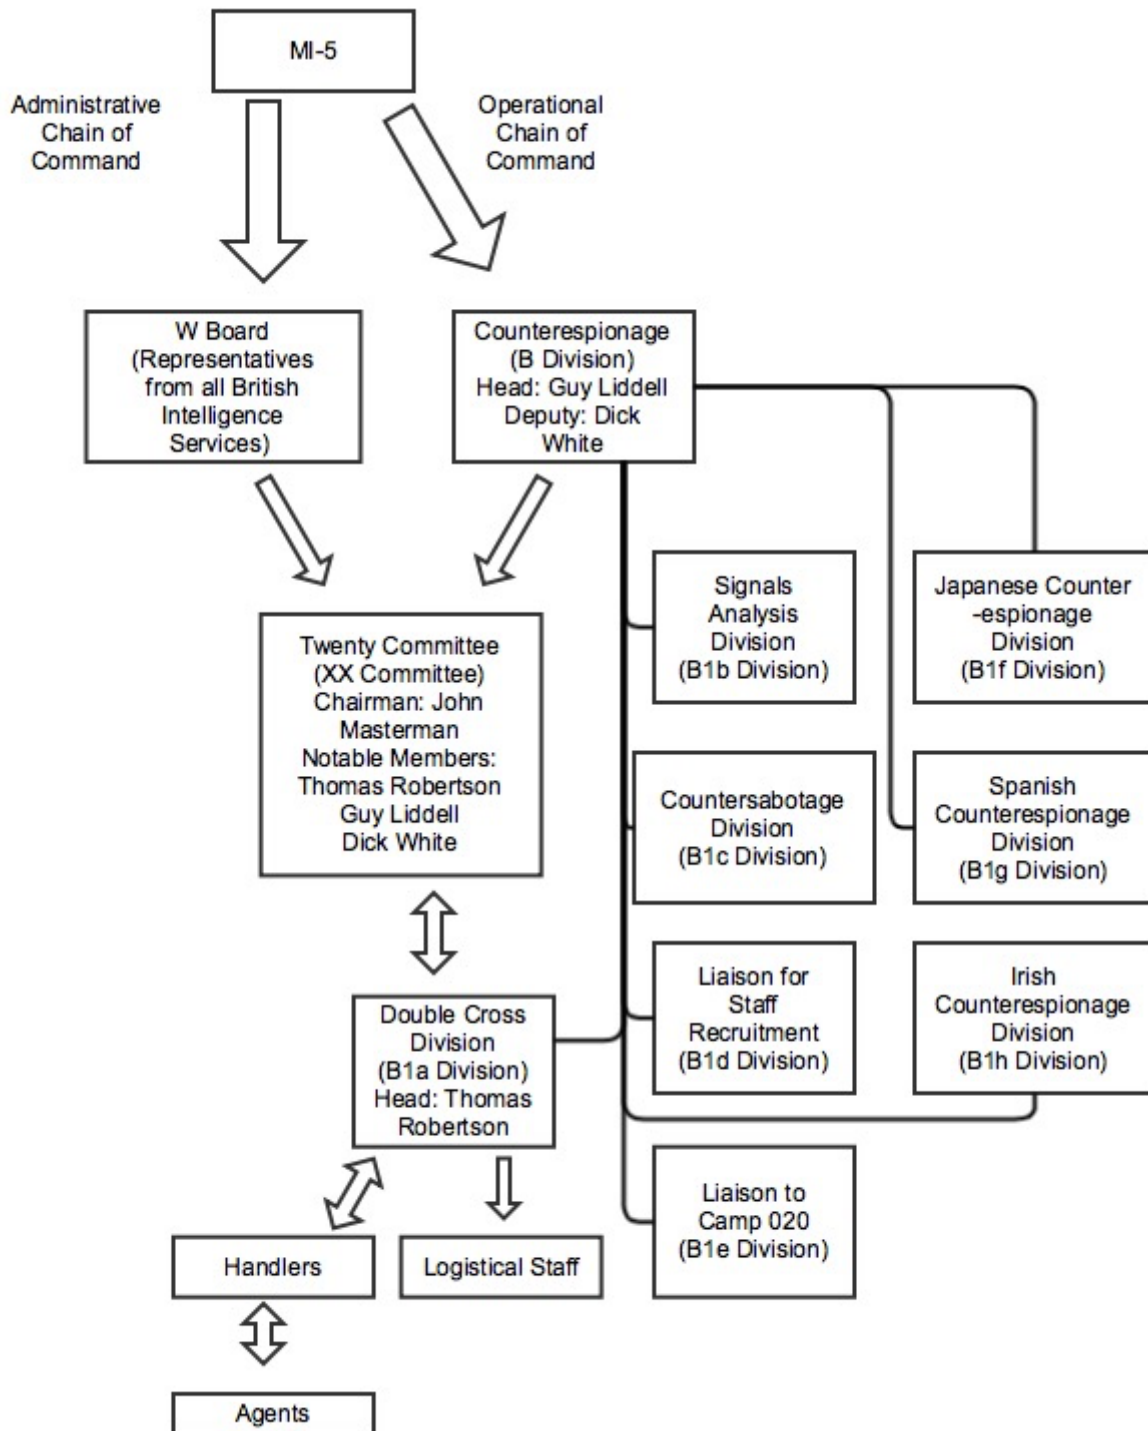 MI-5
Administrative
Chain of
Command
Operational
Chain of
Command
W Board
(Representatives
from all British
Intelligence
Services)
Counterespionage
(B Division)
Head: Guy Liddell
Deputy: Dick
White
Twenty Committee
(XX Committee)
Chairman: John
Masterman
Notable Members:
Thomas Robertson
Guy Liddell
Dick White
Signals
Analysis
Division
(B1b Division)
Japanese Counter
-espionage
Division
(B1f Division)
Countersabotage
Division
(B1c Division)
Spanish
Counterespionage
Division
(B1g Division)
Double Cross
Division
(B1a Division)
Head: Thomas
Robertson
Liaison for
Staff
Recruitment
(B1d Division)
Irish
Counterespionage
Division
(B1h Division)
Liaison to
Camp 020
(B1e Division)
Handlers
Logistical Staff
Agents